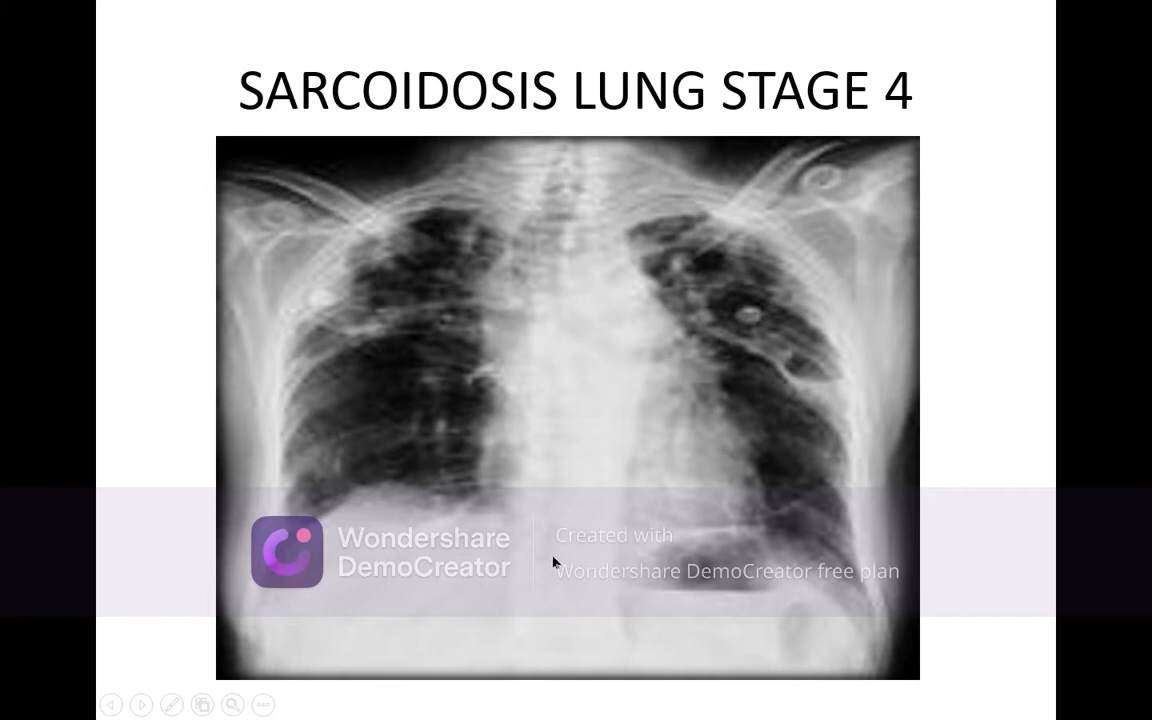 SARCOIDOSIS LUNG STAGE 4
Wondershare
DemoCreator
Created with
Wondershare DemoCreator free plan